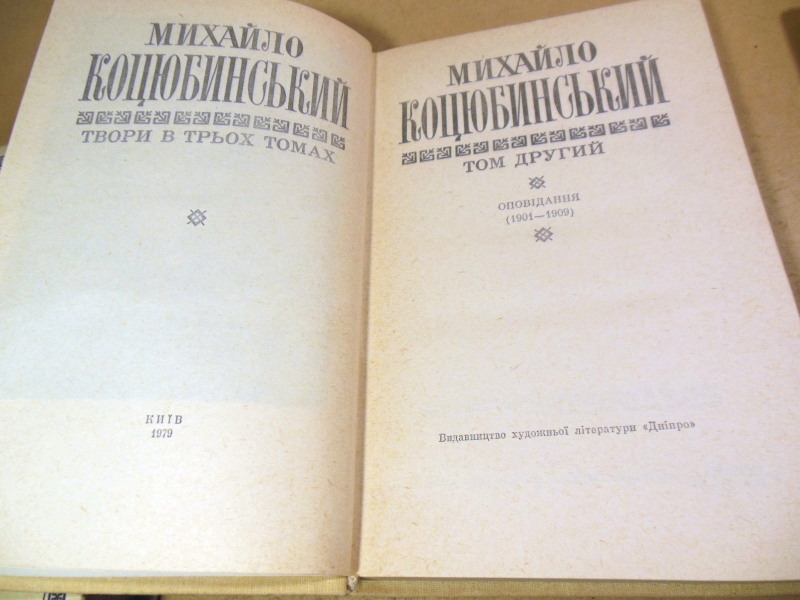 МИХАЙЛО
КОЦЮБИНСЬКИЙ
ТВОРИ В ТРЬОХ ТОМАХ
КИЇВ
1979
МИХАЙЛО
КОЦЮБИНСЬКИЙ
ТОМ ДРУГИЙ
ОПОВІДАННЯ
(1901—1909)
Видавництво художньої літератури «Дніпро»